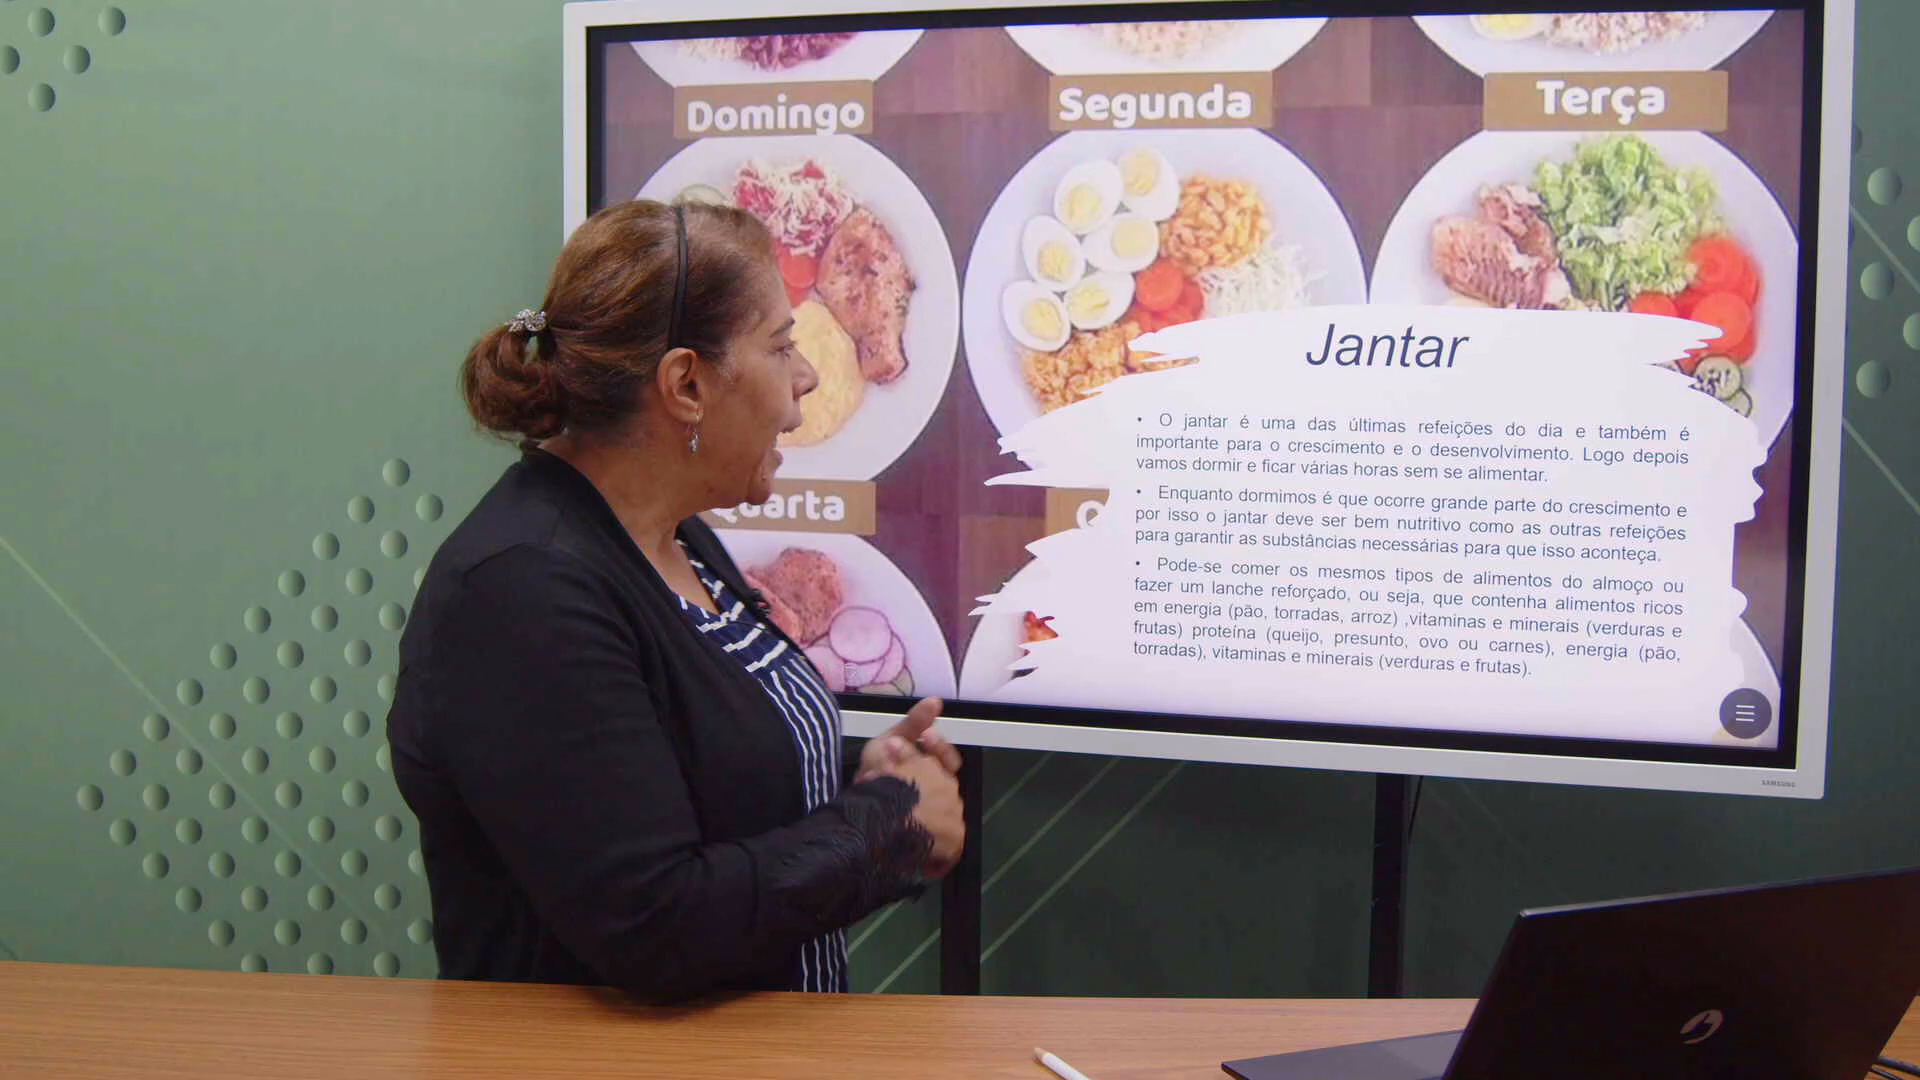 Domingo
Segunda
Terça
Quarta
Q
Jantar
• O jantar é uma das últimas refeições do dia e também é
importante para o crescimento e o desenvolvimento. Logo depois
vamos dormir e ficar várias horas sem se alimentar.
• Enquanto dormimos é que ocorre grande parte do crescimento e
por isso o jantar deve ser bem nutritivo como as outras refeições
para garantir as substâncias necessárias para que isso aconteça.
• Pode-se comer os mesmos tipos de alimentos do almoço ou
fazer um lanche reforçado, ou seja, que contenha alimentos ricos
em energia (pão, torradas, arroz) ,vitaminas e minerais (verduras e
frutas) proteína (queijo, presunto, ovo ou carnes), energia (pão,
torradas), vitaminas e minerais (verduras e frutas).
SAMSUNG